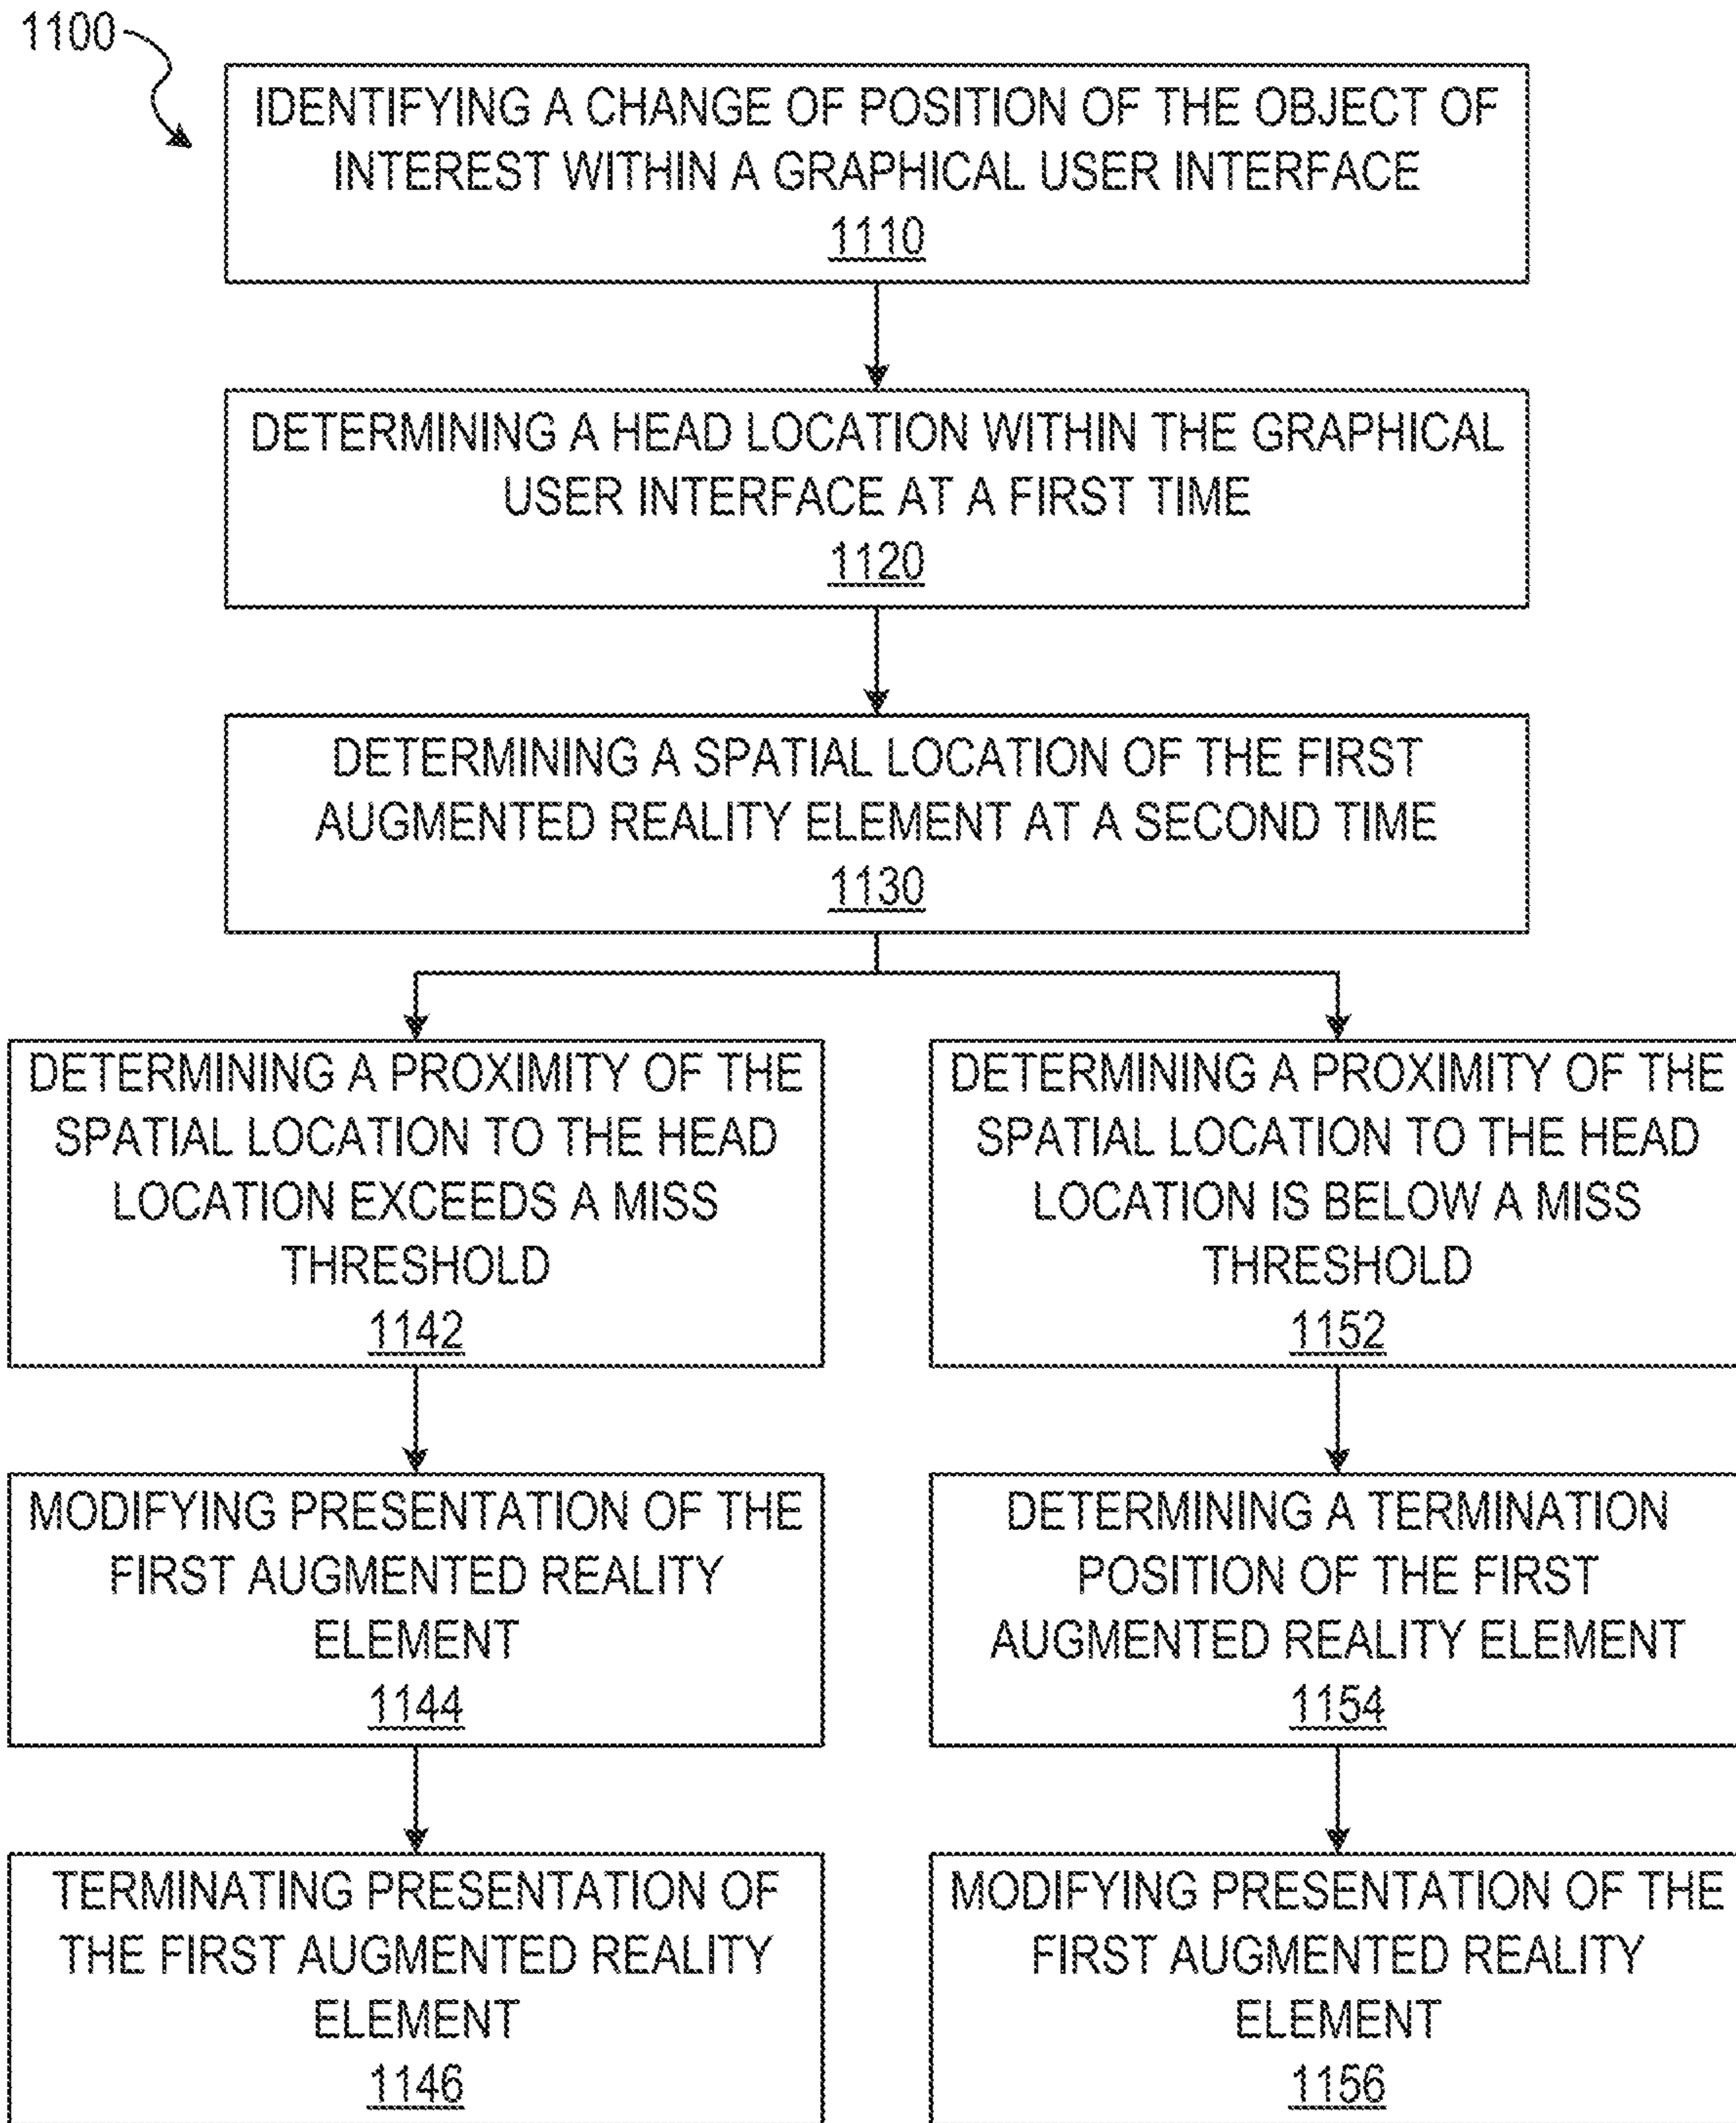 1100
IDENTIFYING A CHANGE OF POSITION OF THE OBJECT OF
INTEREST WITHIN A GRAPHICAL USER INTERFACE
1110
DETERMINING A HEAD LOCATION WITHIN THE GRAPHICAL
USER INTERFACE AT A FIRST TIME
1120
DETERMINING A SPATIAL LOCATION OF THE FIRST
AUGMENTED REALITY ELEMENT AT A SECOND TIME
1130
DETERMINING A PROXIMITY OF THE
SPATIAL LOCATION TO THE HEAD
LOCATION EXCEEDS A MISS
THRESHOLD
1142
MODIFYING PRESENTATION OF THE
FIRST AUGMENTED REALITY
ELEMENT
1144
TERMINATING PRESENTATION OF
THE FIRST AUGMENTED REALITY
ELEMENT
1146
DETERMINING A PROXIMITY OF THE
SPATIAL LOCATION TO THE HEAD
LOCATION IS BELOW A MISS
THRESHOLD
1152
DETERMINING A TERMINATION
POSITION OF THE FIRST
AUGMENTED REALITY ELEMENT
1154
MODIFYING PRESENTATION OF THE
FIRST AUGMENTED REALITY
ELEMENT
1156